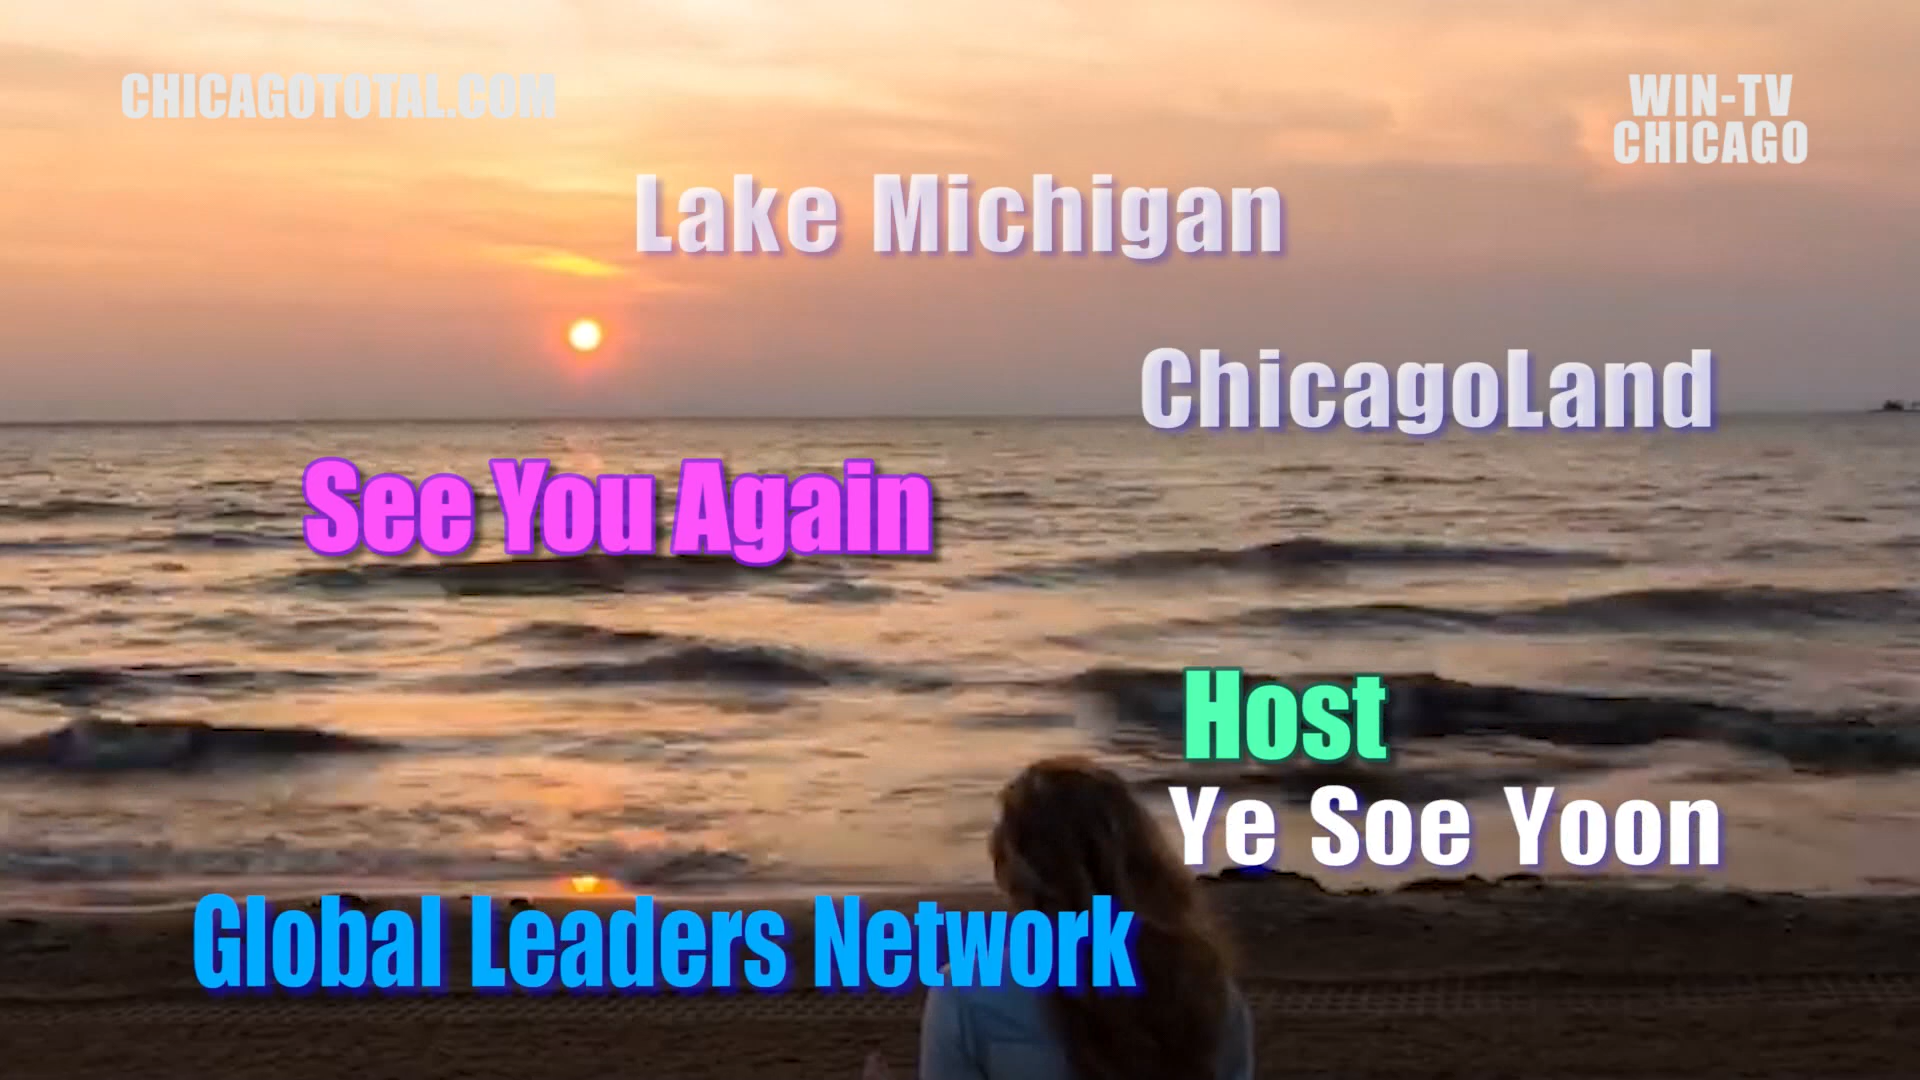 CHICAGOTOTAL.COM
WIN-TV
CHICAGO
Lake Michigan
ChicagoLand
See You Again
Host
Ye Soe Yoon
Global Leaders Network